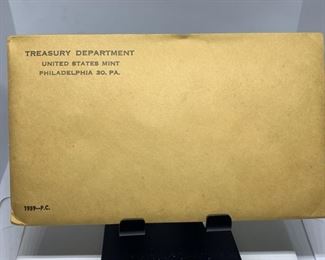 TREASURY DEPARTMENT
UNITED STATES MINT
PHILADELPHIA 30, PA.
1959—P.C.